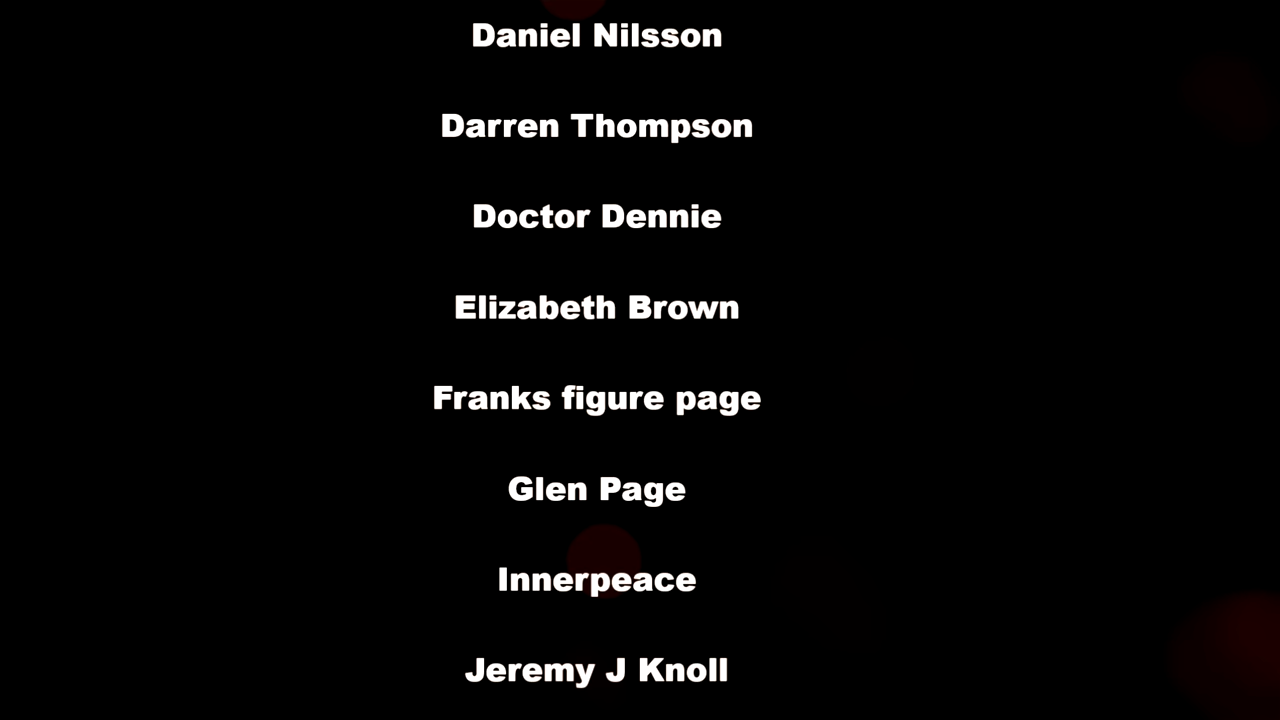 Daniel Nilsson
Darren Thompson
Doctor Dennie
Elizabeth Brown
Franks figure page
Glen Page
Innerpeace
Jeremy J Knoll